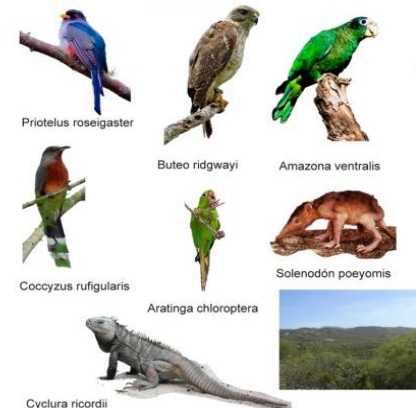 Priotelus roseigaster
Buteo ridgwayi
Amazona ventralis
Coccyzus rufigularis
Aratinga chloroptera
Solenodón poeyomis
Cyclura ricordii